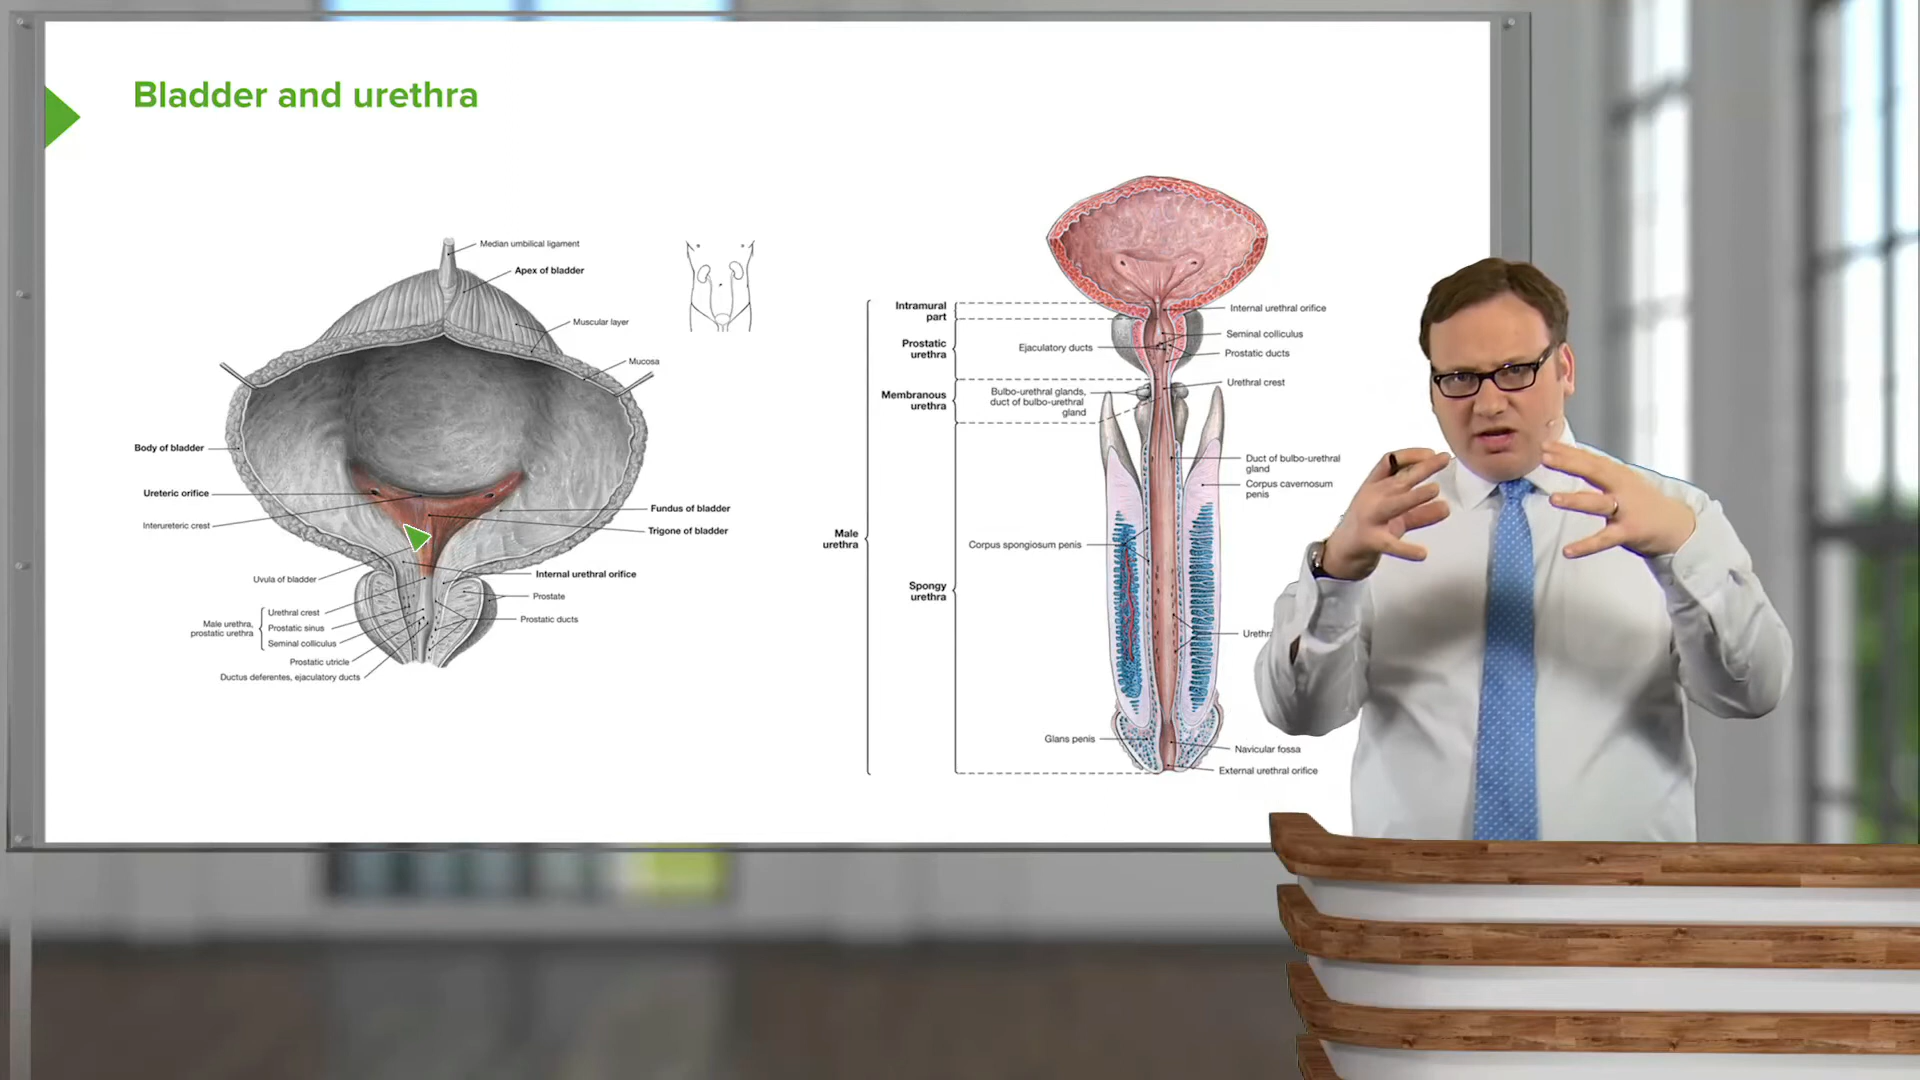 Bladder and urethra
Median umbilical ligament
Apex of bladder
Muscular layer
Mucosa
Body of bladder
Ureteric orifice
Interureteric crest
Fundus of bladder
Trigone of bladder
Uvula of bladder
Internal urethral orifice
Prostate
Prostatic ducts
Male urethra,
prostatic urethra
Urethral crest
Prostatic sinus
Seminal colliculus
Prostatic utricle
Ductus deferentes, ejaculatory ducts
Male
urethra
Intramural
part
Prostatic
urethra
Membranous
urethra
Spongy
urethra
Ejaculatory ducts
Bulbo-urethral glands,
duct of bulbo-urethral
gland
Corpus spongiosum penis
Glans penis
Internal urethral orifice
Seminal colliculus
Prostatic ducts
Urethral crest
Duct of bulbo-urethral
gland
Corpus cavernosum
penis
Navicular fossa
External urethral orifice